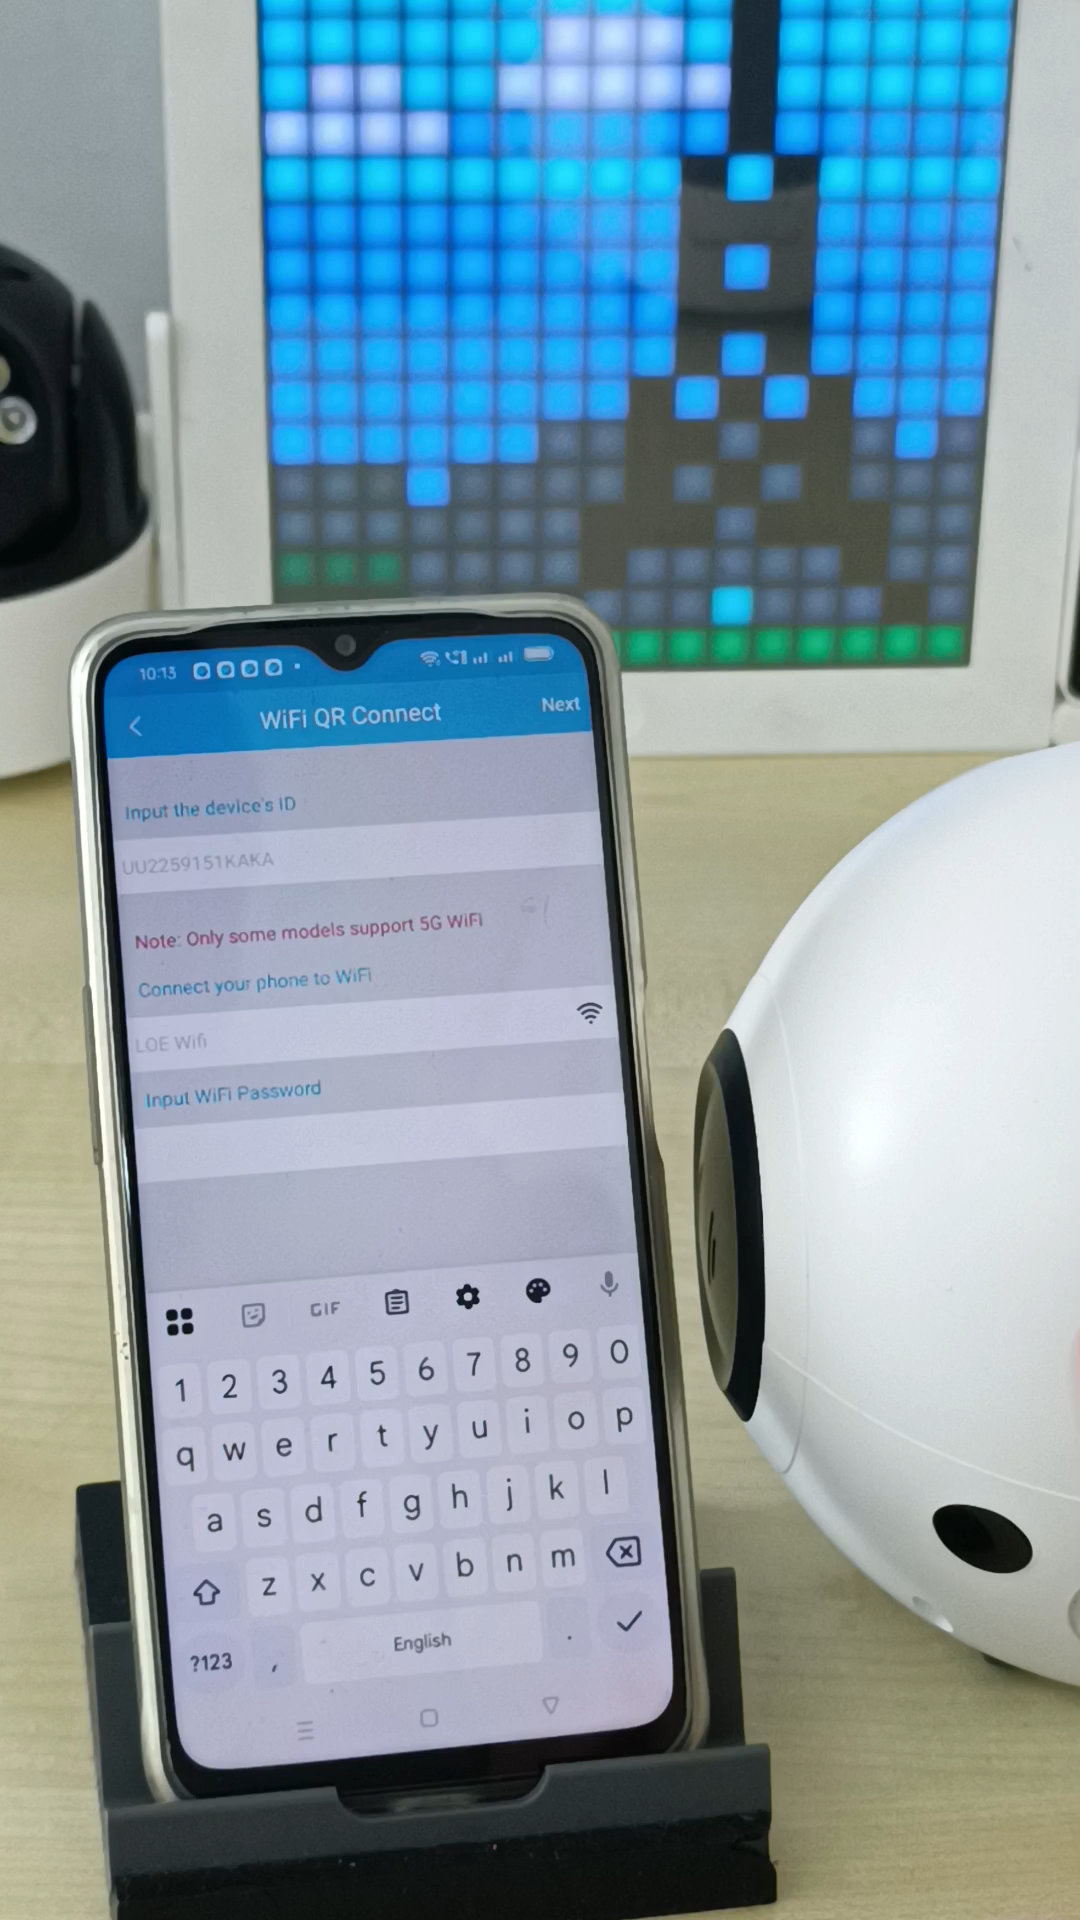 10:13
WiFi QR Connect
Next
Input the device's ID
UU2259151KAKA
Note: Only some models support 5G WiFi
Connect your phone to WiFi
LOE Wifi
Input WiFi Password
GIF
1 2 3 4 5 6 7 8 9 0
q w e r t y u i o p
a s d f g h j k l
z x c v b n m
?123 , English .